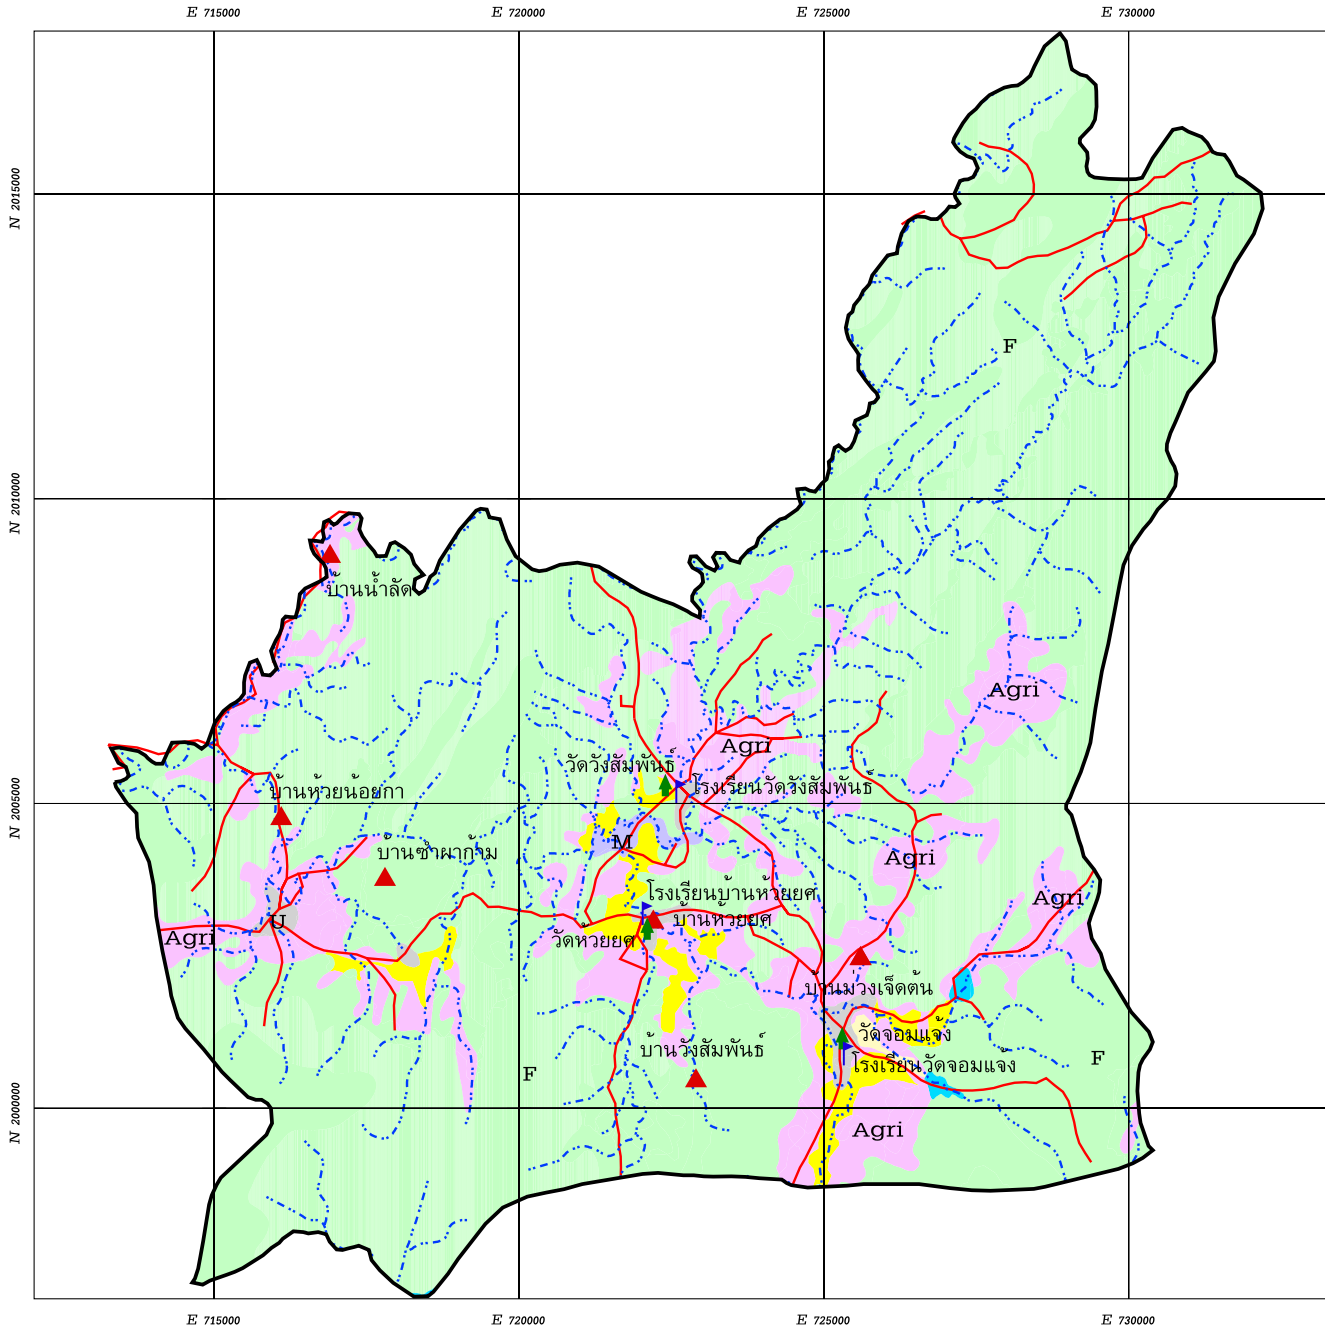 E 715000 E 720000 E 725000 E 730000
N 2015000
F
N 2010000
บ้านน้ำลัด
Agri
Agri
วัดวังสัมพันธ์
โรงเรียนวัดวังสัมพันธ์
บ้านห้วยน้อยกา
N 2005000
M
บ้านซำผาก้าม
Agri
โรงเรียนบ้านห้วยยศ
Agri
บ้านห้วยยศ
U
Agri
วัดห้วยยศ
บ้านม่วงเจ็ดต้น
วัดจอมแจ้ง
บ้านวังสัมพันธ์
F
โรงเรียนวัดจอมแจ้ง
F
N 2000000
Agri
E 715000 E 720000 E 725000 E 730000